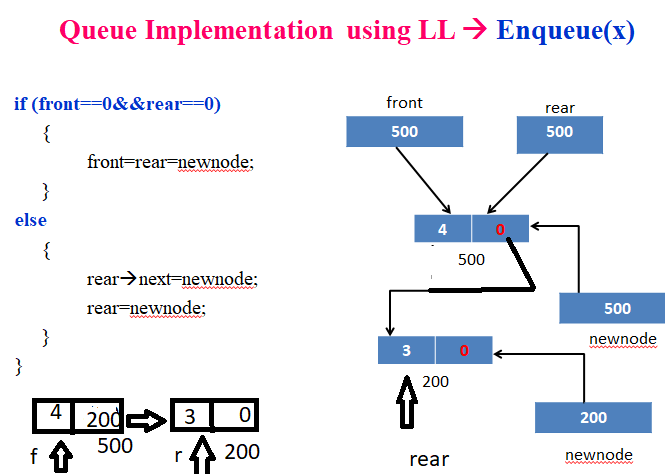 Queue Implementation using LL → Enqueue(x)
if (front==0&&rear==0)
{
front=rear=newnode;
}
else
{
rear→next=newnode;
rear=newnode;
}
}
front
rear
500
500
4 0
500
500
newnode
3 0
200
200
newnode
rear
4 200
500
f
3 0
200
r